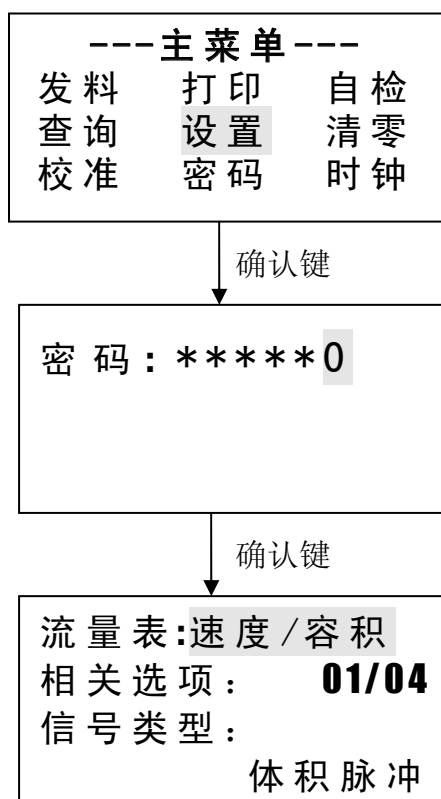 ---主菜单---
发料 打印 自检
查询 设置 清零
校准 密码 时钟
确认键
密码:*****0
确认键
流量表:速度/容积
相关选项: 01/04
信号类型:
体积脉冲